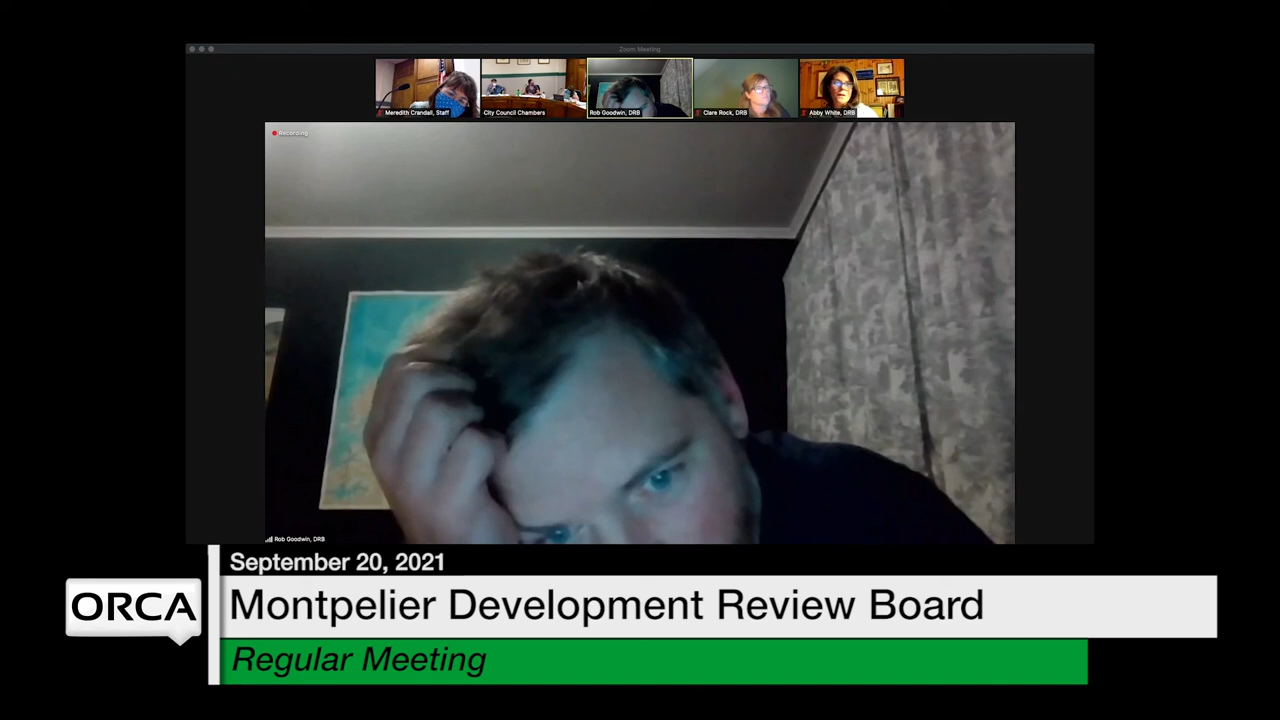 Zoom Meeting
Meredith Crandall, Staff
City Council Chambers
Rob Goodwin, DRB
Clare Rock, DRB
Abby White, DRB
Recording
Rob Goodwin, DRB
September 20, 2021
ORCA
Montpelier Development Review Board
Regular Meeting